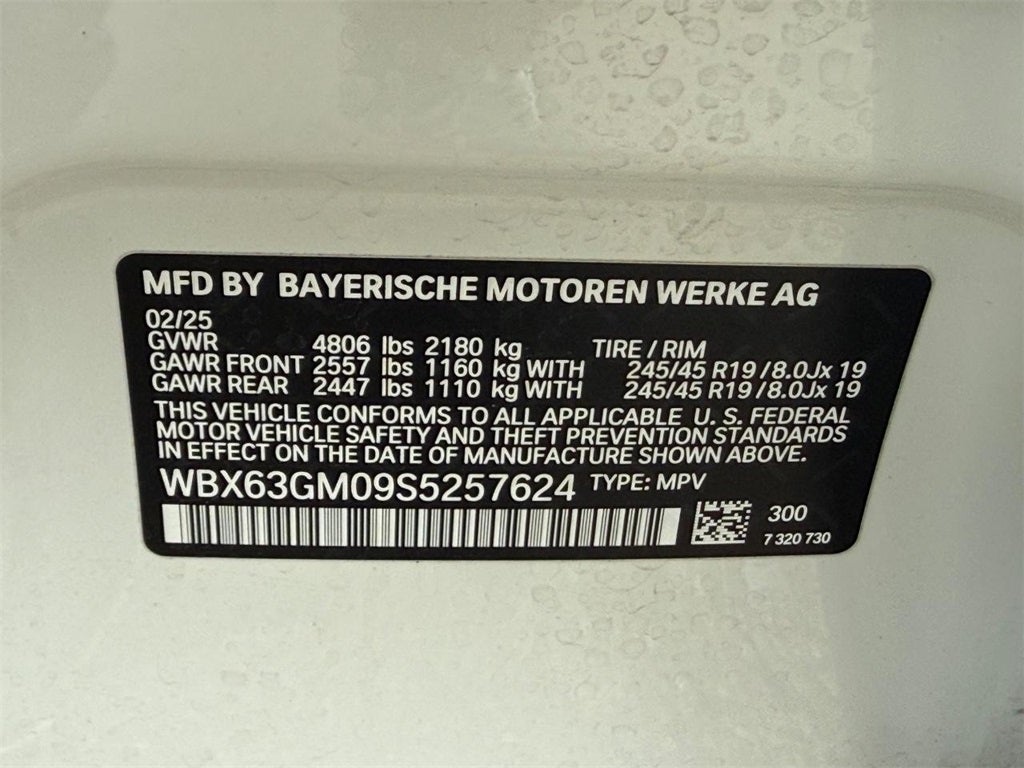 MFD BY BAYERISCHE MOTOREN WERKE AG
02/25
GVWR 4806 lbs 2180 kg TIRE / RIM
GAWR FRONT 2557 lbs 1160 kg WITH 245/45 R19 / 8.0Jx 19
GAWR REAR 2447 lbs 1110 kg WITH 245/45 R19 / 8.0Jx 19
THIS VEHICLE CONFORMS TO ALL APPLICABLE U. S. FEDERAL
MOTOR VEHICLE SAFETY AND THEFT PREVENTION STANDARDS
IN EFFECT ON THE DATE OF MANUFACTURE SHOWN ABOVE.
WBX63GM09S5257624 TYPE: MPV
300
7 320 730